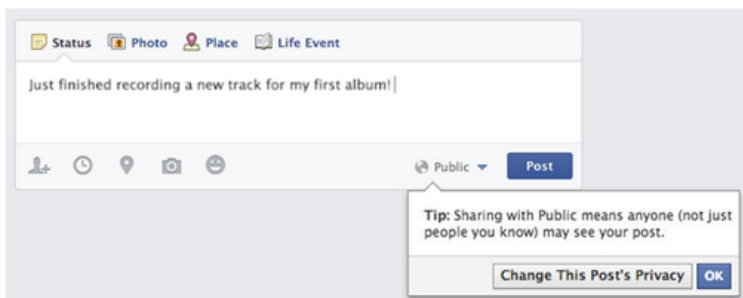 Status Photo Place Life Event
Just finished recording a new track for my first album!
Public Post
Tip: Sharing with Public means anyone (not just
people you know) may see your post.
Change This Post's Privacy OK